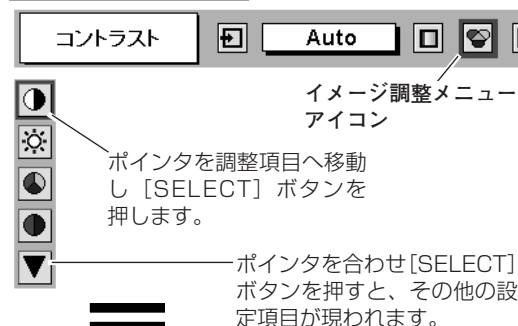 コントラスト
Auto
イメージ調整メニュー
アイコン
ポインタを調整項目へ移動
し［SELECT］ボタンを
押します。
ポインタを合わせ［SELECT］
ボタンを押すと、その他の設
定項目が現われます。